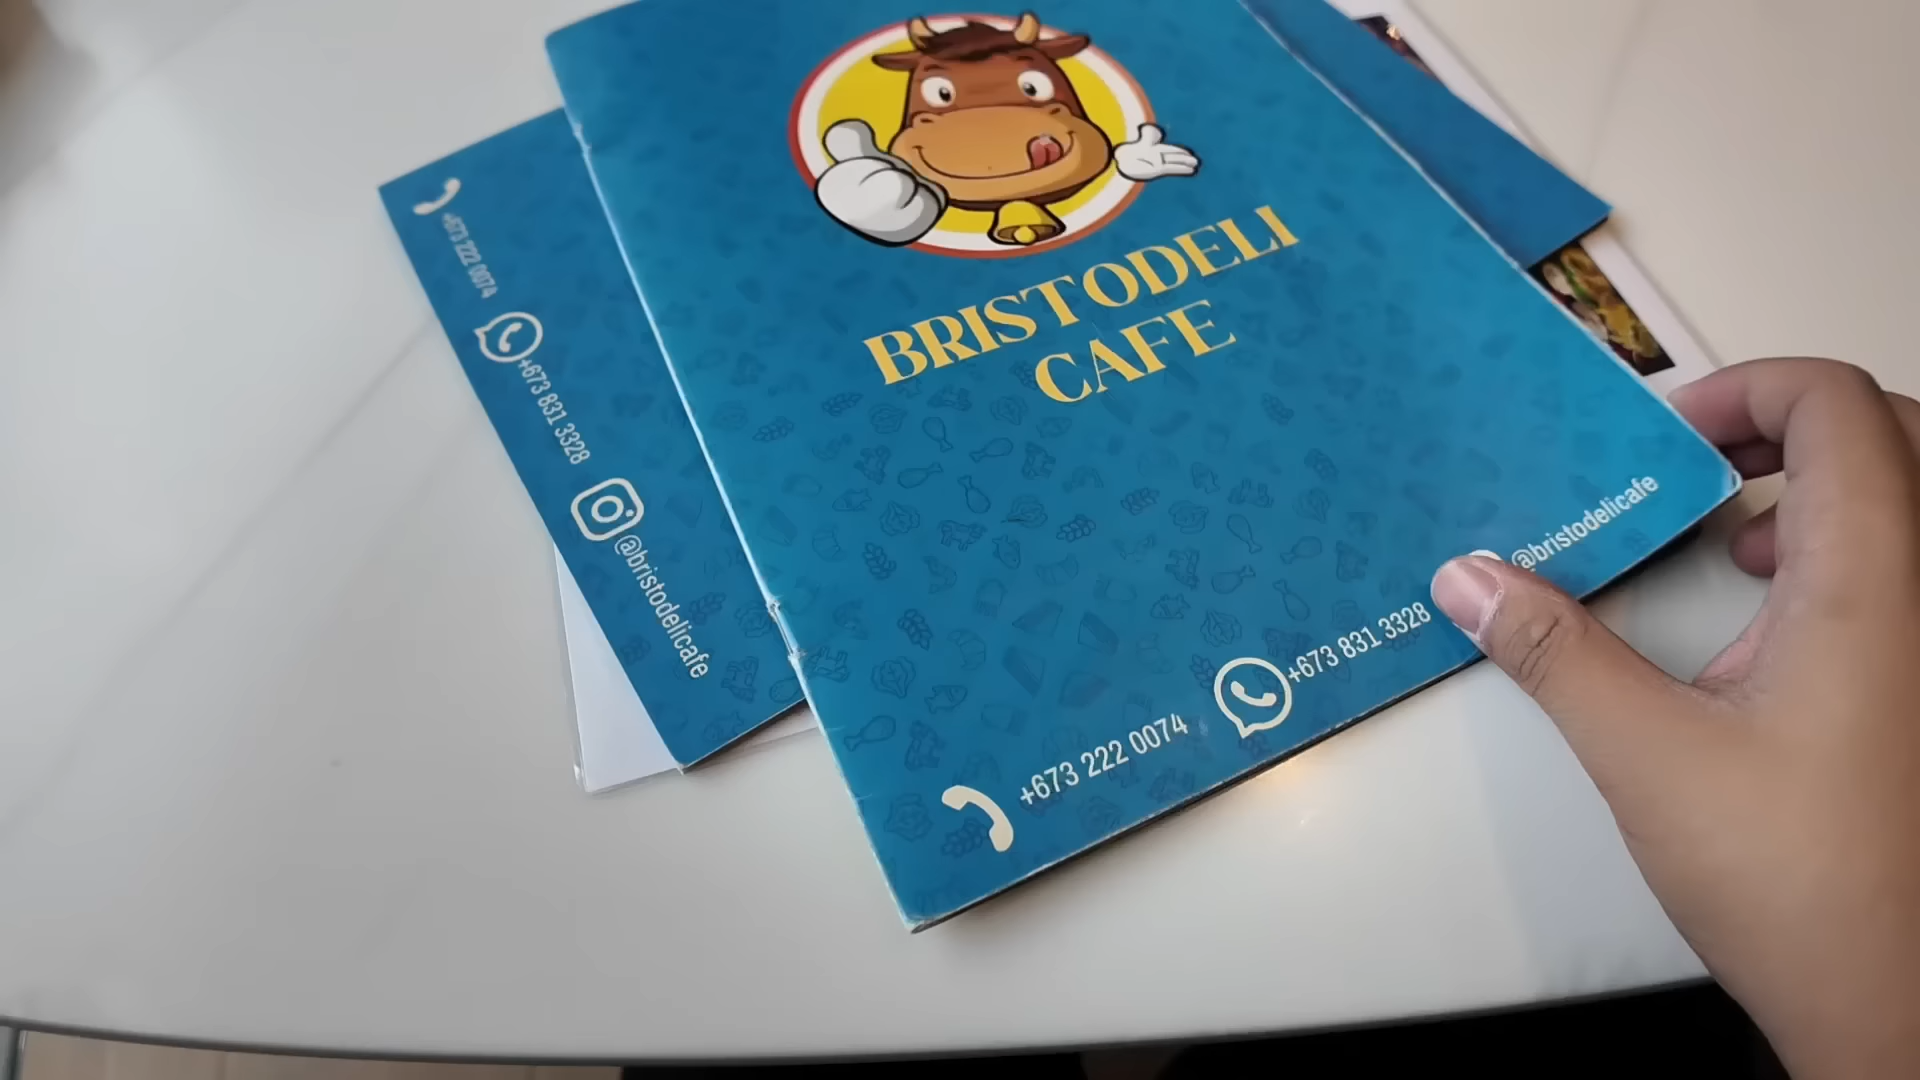 BRISTODELI
CAFE
+673 222 0074
+673 831 3328
@bristodelicafe
+673 222 0074
+673 831 3328
@bristodelicafe